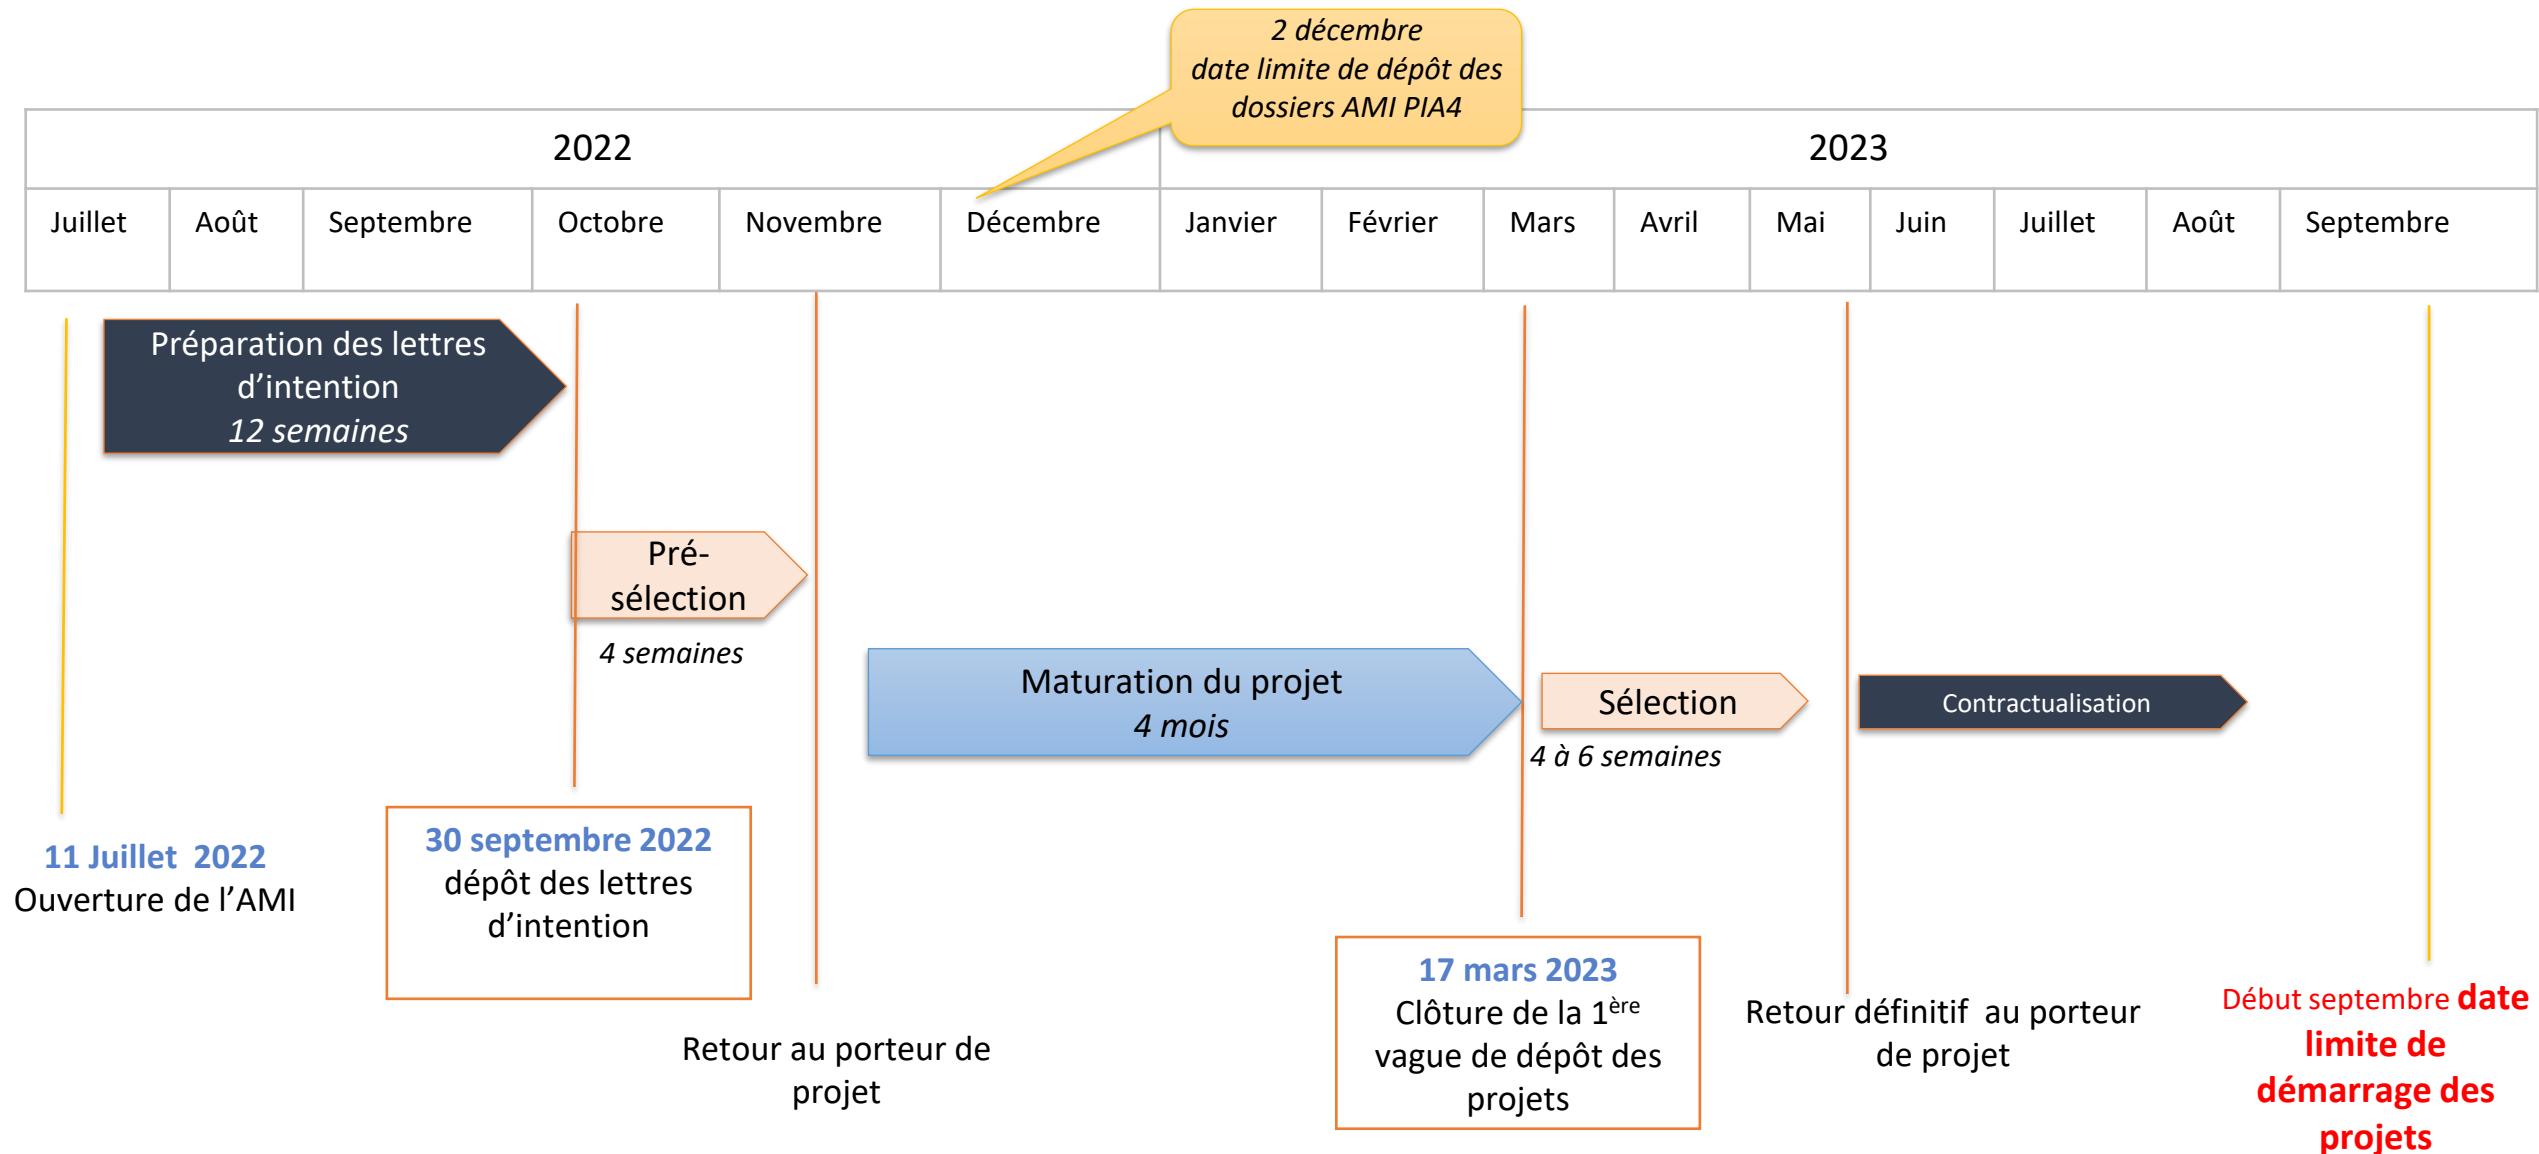 2 décembre
date limite de dépôt des
dossiers AMI PIA4
2022
2023
Juillet
Août
Septembre
Octobre
Novembre
Décembre
Janvier
Février
Mars
Avril
Mai
Juin
Juillet
Août
Septembre
Préparation des lettres
d’intention
12 semaines
Pré-
sélection
4 semaines
Maturation du projet
4 mois
Sélection
4 à 6 semaines
Contractualisation
11 Juillet 2022
Ouverture de l’AMI
30 septembre 2022
dépôt des lettres
d’intention
Retour au porteur de
projet
17 mars 2023
Clôture de la 1ère
vague de dépôt des
projets
Retour définitif au porteur
de projet
Début septembre date
limite de
démarrage des
projets